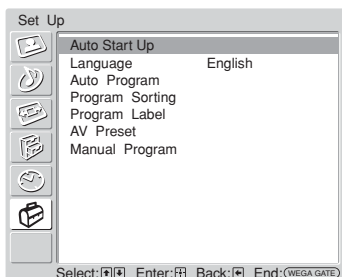 Set Up
Auto Start Up
Language English
Auto Program
Program Sorting
Program Label
AV Preset
Manual Program
Select: Enter: Back: End: WEGA GATE